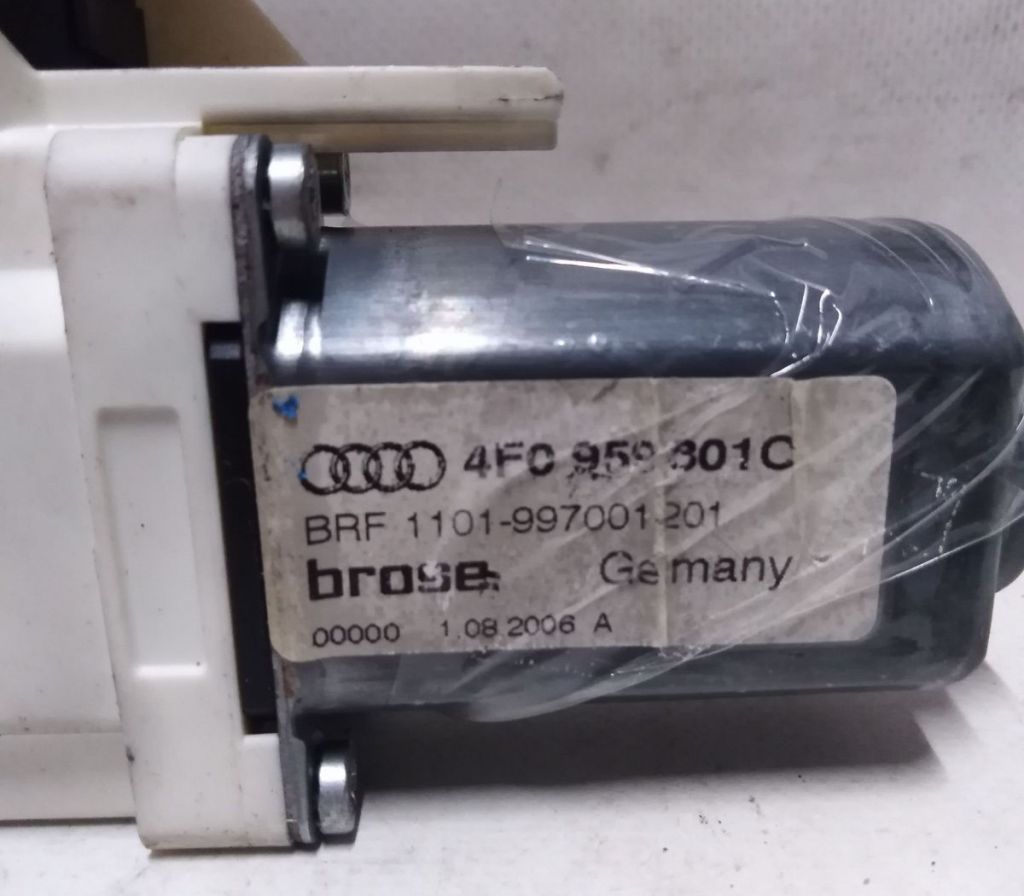 4F0 959 801C
BRF 1101-997001-201
brose
Germany
00000 1.08.2006 A